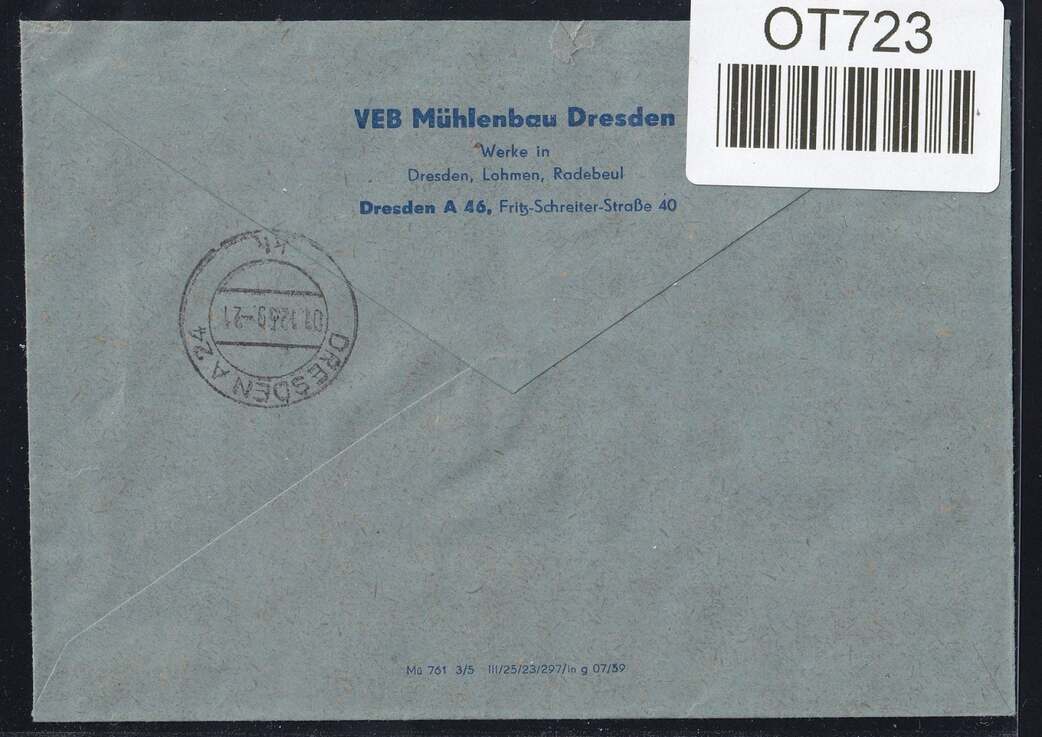 OT723
VEB Mühlenbau Dresden
Werke in
Dresden, Lohmen, Radebeul
Dresden A 46, Fritz-Schreiter-Straße 40
DRESDEN A 24
01.12.59.-21
Mü 761 3/5 III/25/23/297/In g 07/59